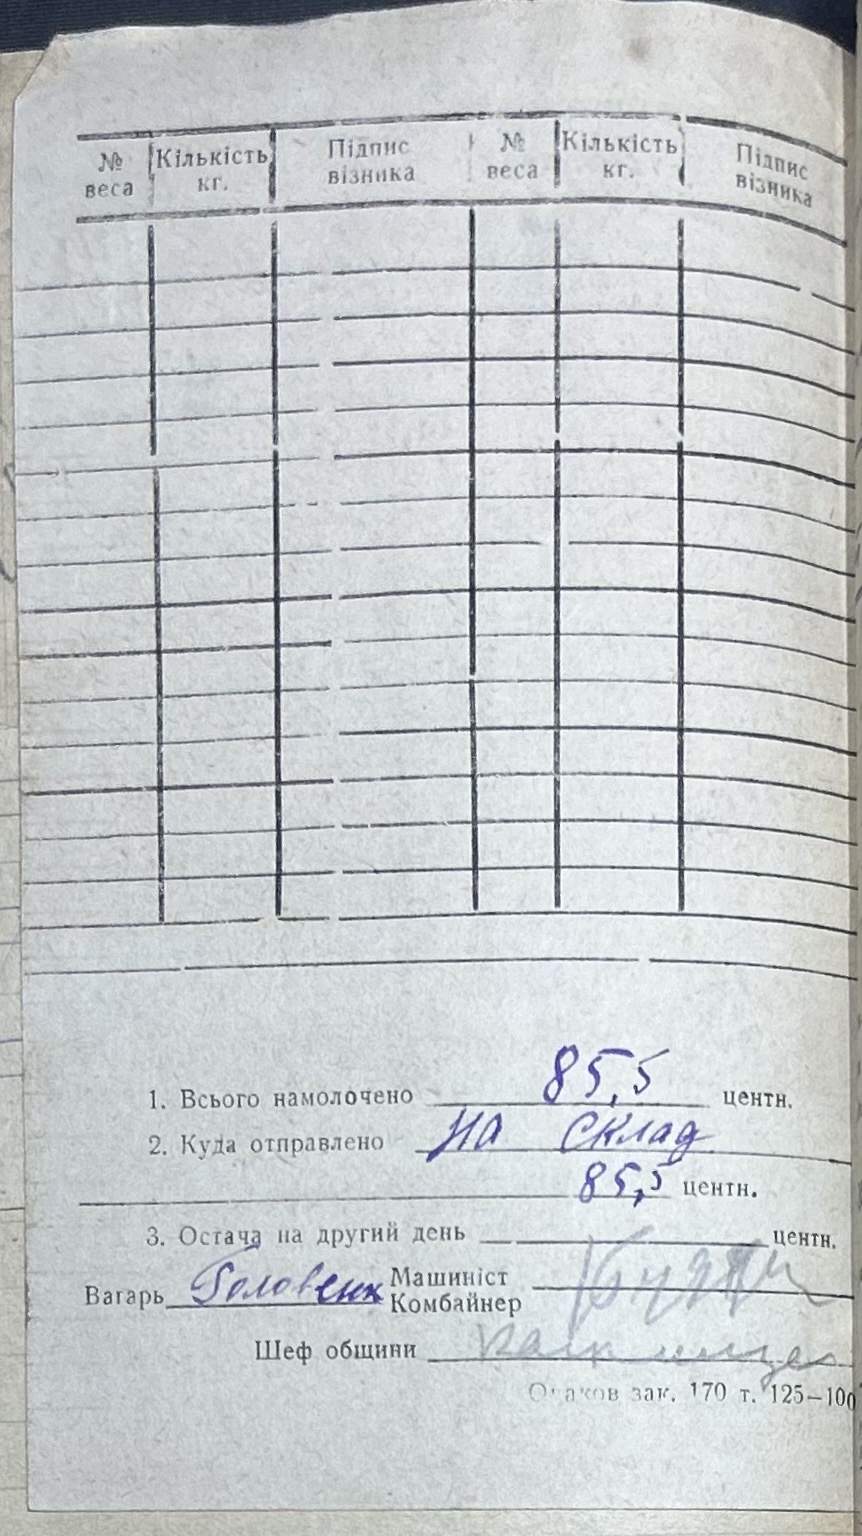 № веса Кількість кг. Підпис візника № веса Кількість кг. Підпис візника
1. Всього намолочено 85,5 центн.
2. Куда отправлено на склад
85,5 центн.
3. Остача на другий день центн.
Вагарь Головенк Машиніст
Комбайнер
Шеф общини
Очаков зак. 170 т. 125—100